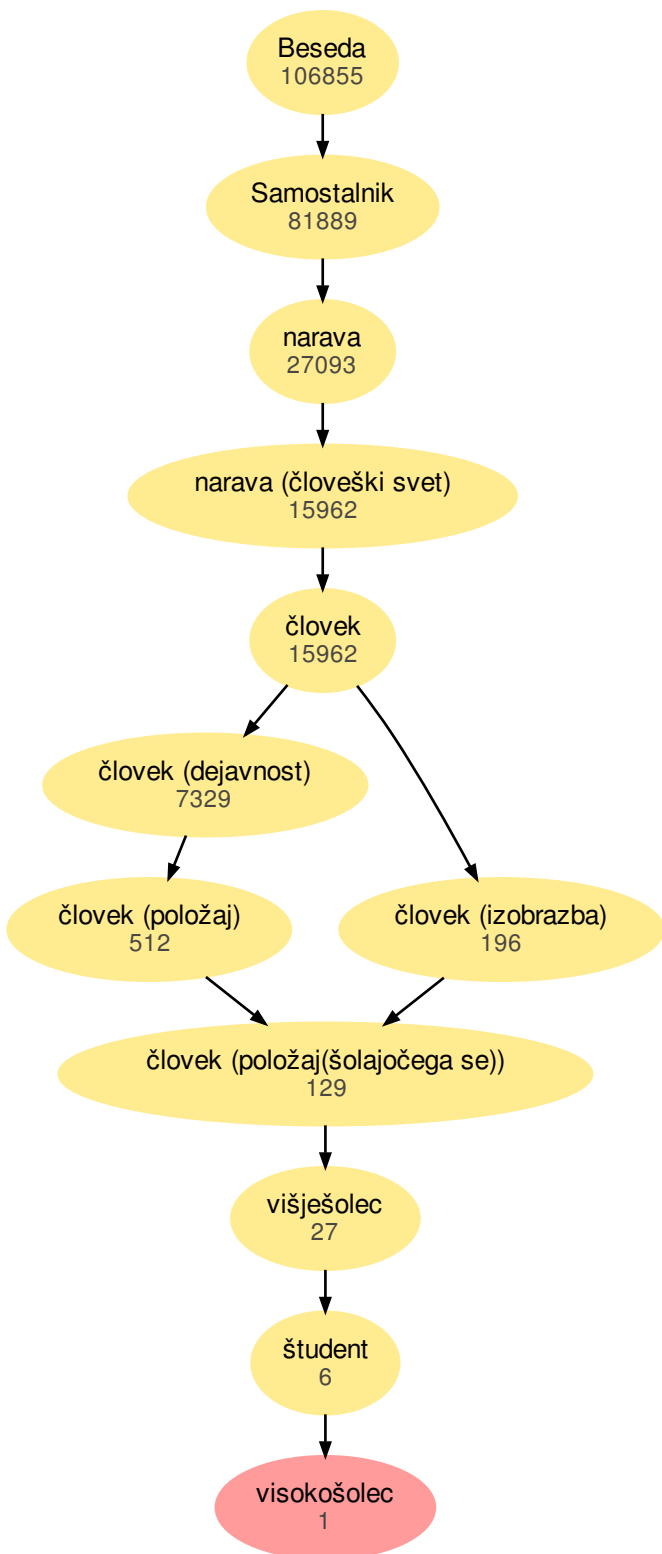 Beseda
106855
Samostalnik
81889
narava
27093
narava (človeški svet)
15962
človek
15962
človek (dejavnost)
7329
človek (položaj)
512
človek (izobrazba)
196
človek (položaj(šolajočega se))
129
višješolec
27
študent
6
visokošolec
1